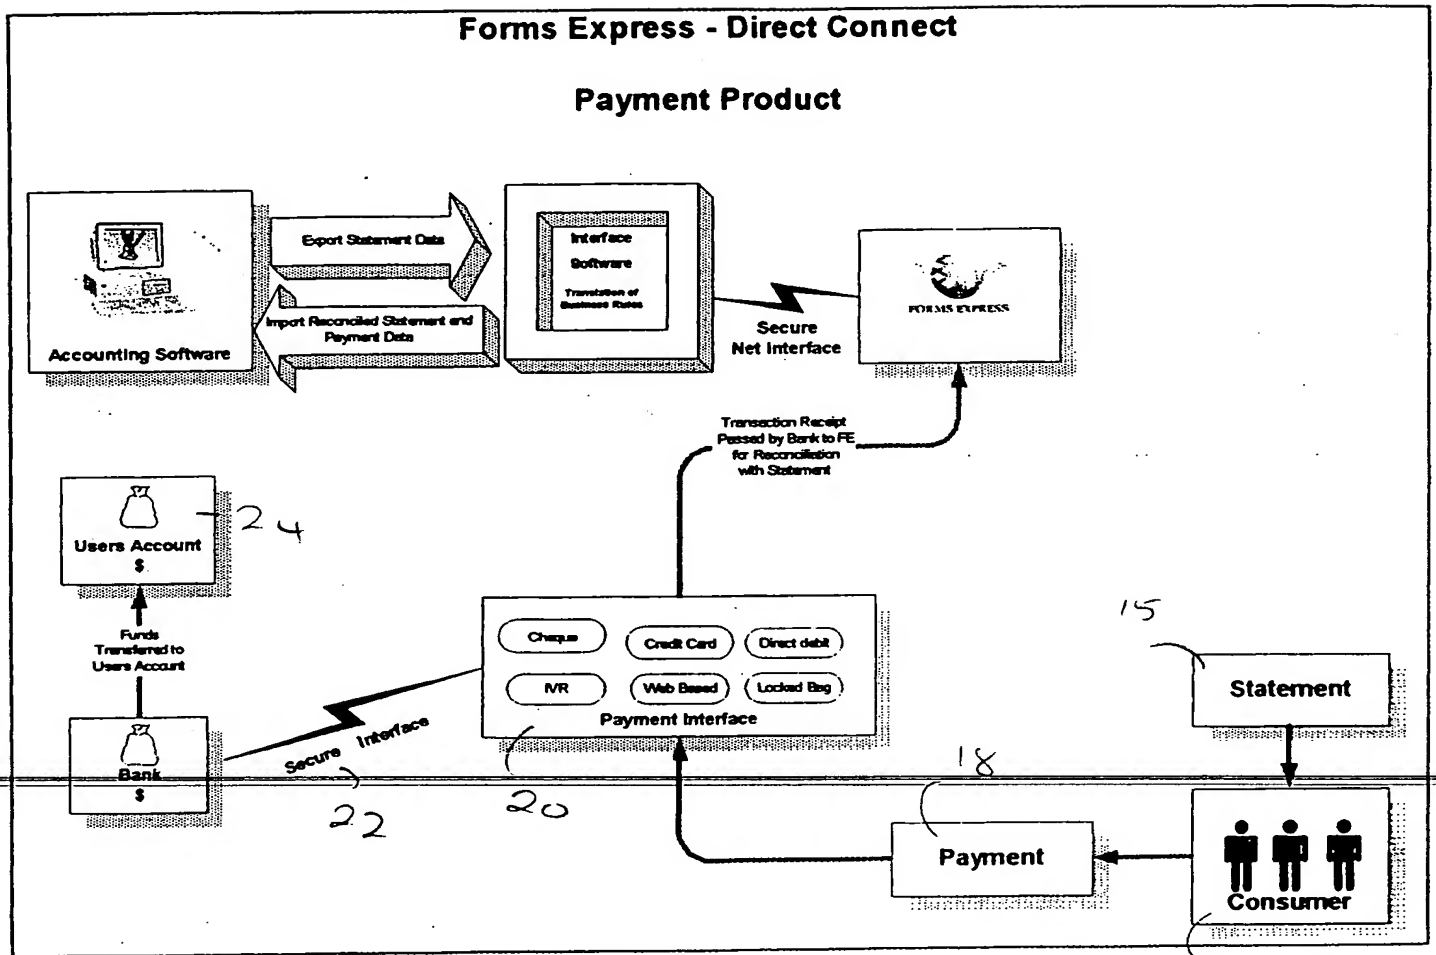 Forms Express - Direct Connect
Payment Product
Export Statement Data
Import Reconciled Statement and
Payment Data
Accounting Software
Interface
Software
Translation of
Business Rules
Secure
Net Interface
FORMS EXPRESS
Transaction Receipt
Passed by Bank to FE
for Reconciliation
with Statement
Users Account
$
24
Funds
Transferred to
Users Account
Bank
$
Secure Interface
22
Cheque
Credit Card
Direct debit
IVR
Web Based
Locked Bag
Payment Interface
20
15
Statement
18
Payment
Consumer